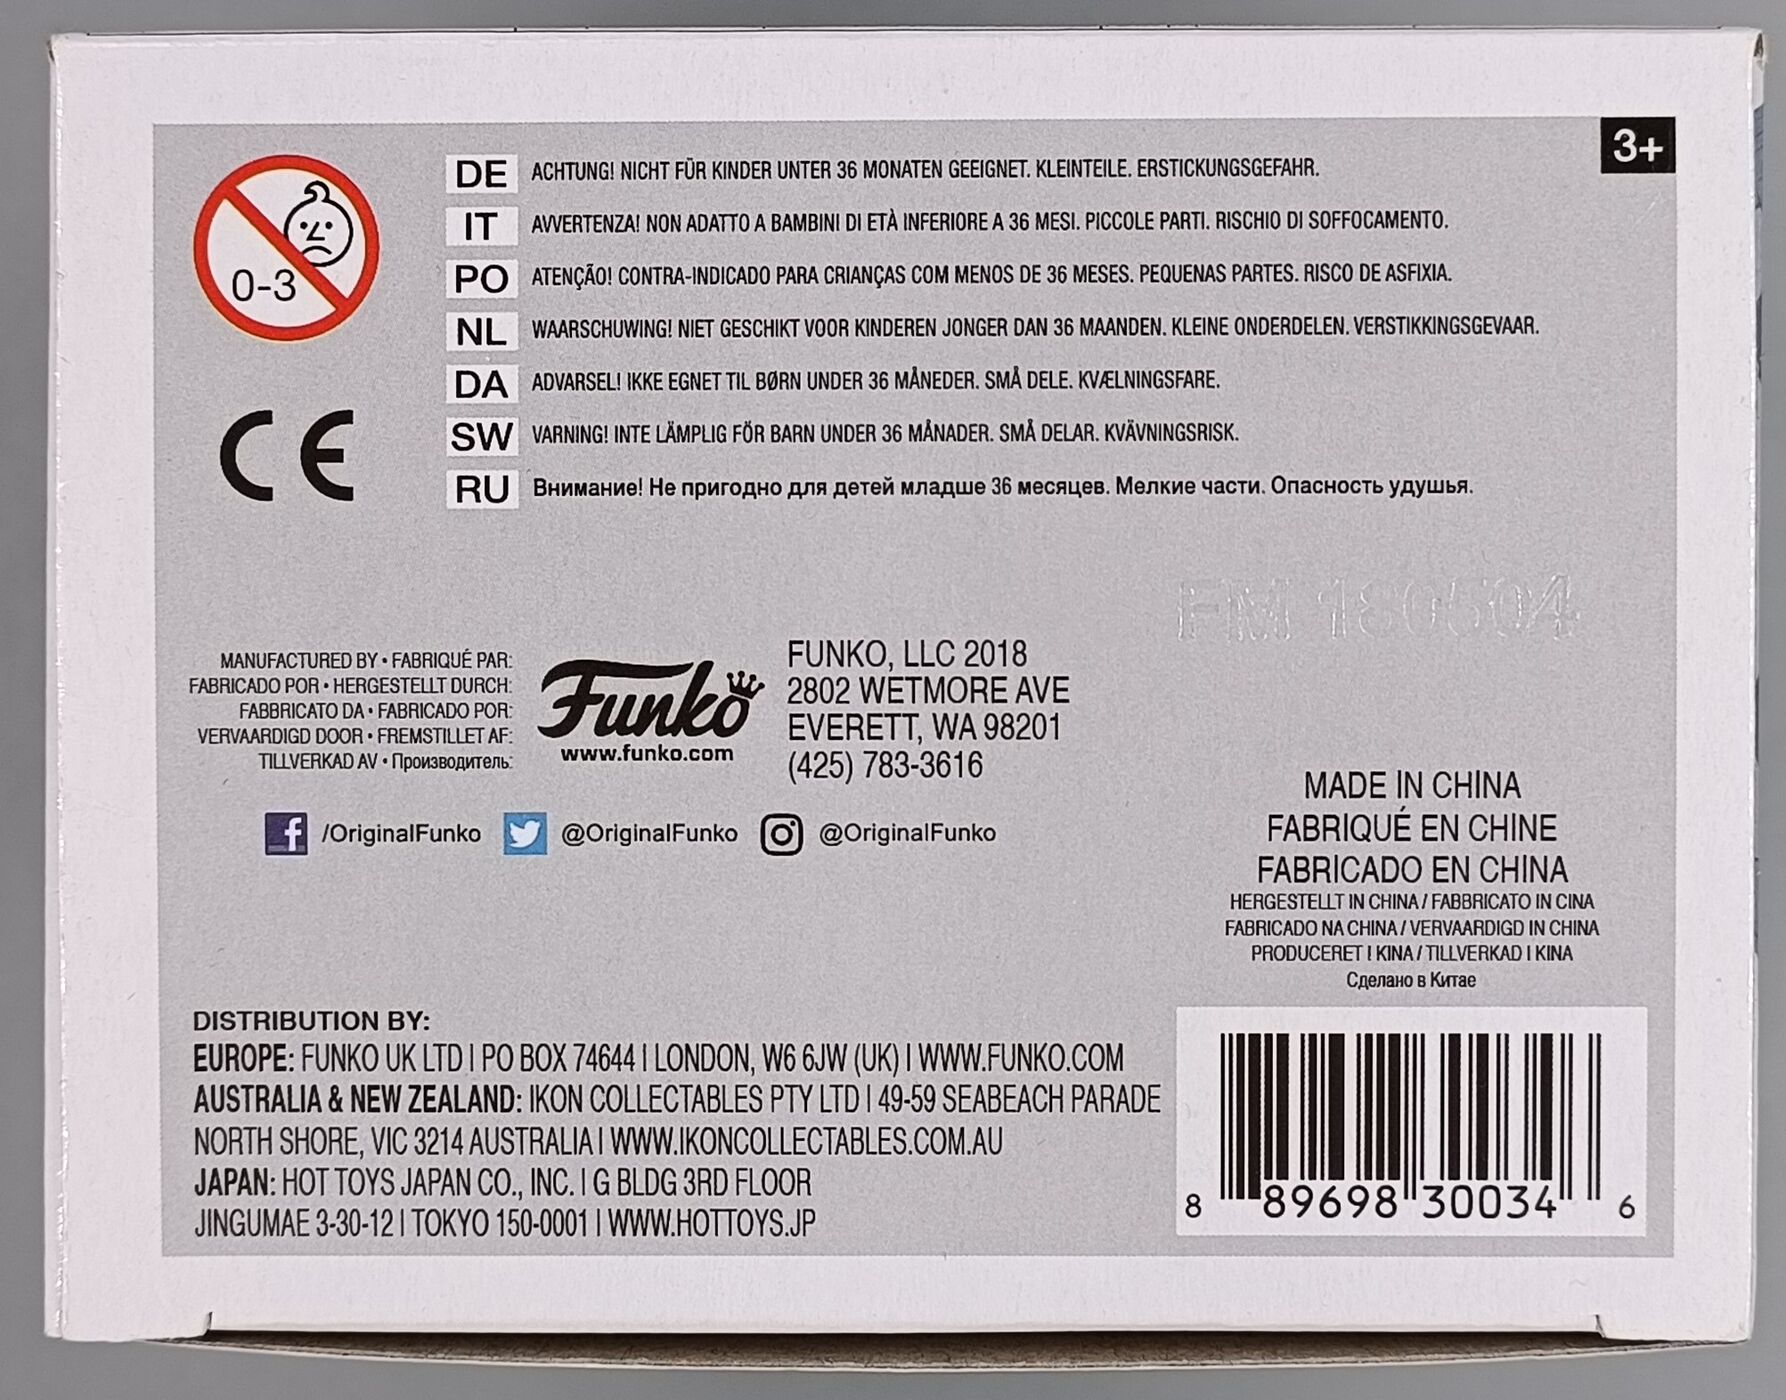 3+
0-3
DE ACHTUNG! NICHT FÜR KINDER UNTER 36 MONATEN GEEIGNET. KLEINTEILE. ERSTICKUNGSGEFAHR.
IT AVVERTENZA! NON ADATTO A BAMBINI DI ETÀ INFERIORE A 36 MESI. PICCOLE PARTI. RISCHIO DI SOFFOCAMENTO.
PO ATENÇÃO! CONTRA-INDICADO PARA CRIANÇAS COM MENOS DE 36 MESES. PEQUENAS PARTES. RISCO DE ASFIXIA.
NL WAARSCHUWING! NIET GESCHIKT VOOR KINDEREN JONGER DAN 36 MAANDEN. KLEINE ONDERDELEN. VERSTIKKINGSGEVAAR.
DA ADVARSEL! IKKE EGNET TIL BØRN UNDER 36 MÅNEDER. SMÅ DELE. KVÆLNINGSFARE.
CE
SW VARNING! INTE LÄMPLIG FÖR BARN UNDER 36 MÅNADER. SMÅ DELAR. KVÄVNINGSRISK.
RU Внимание! Не пригодно для детей младше 36 месяцев. Мелкие части. Опасность удушья.
MANUFACTURED BY • FABRIQUÉ PAR:
FABRICADO POR • HERGESTELLT DURCH:
FABBRICATO DA • FABRICADO POR:
VERVAARDIGD DOOR • FREMSTILLET AF:
TILLVERKAD AV • Производитель:
Funko
www.funko.com
FUNKO, LLC 2018
2802 WETMORE AVE
EVERETT, WA 98201
(425) 783-3616
/OriginalFunko @OriginalFunko @OriginalFunko
MADE IN CHINA
FABRIQUÉ EN CHINE
FABRICADO EN CHINA
HERGESTELLT IN CHINA / FABBRICATO IN CINA
FABRICADO NA CHINA / VERVAARDIGD IN CHINA
PRODUCERET I KINA / TILLVERKAD I KINA
Сделано в Китае
DISTRIBUTION BY:
EUROPE: FUNKO UK LTD | PO BOX 74644 | LONDON, W6 6JW (UK) | WWW.FUNKO.COM
AUSTRALIA & NEW ZEALAND: IKON COLLECTABLES PTY LTD | 49-59 SEABEACH PARADE
NORTH SHORE, VIC 3214 AUSTRALIA | WWW.IKONCOLLECTABLES.COM.AU
JAPAN: HOT TOYS JAPAN CO., INC. | G BLDG 3RD FLOOR
JINGUMAE 3-30-12 | TOKYO 150-0001 | WWW.HOTTOYS.JP
8 89698 30034 6